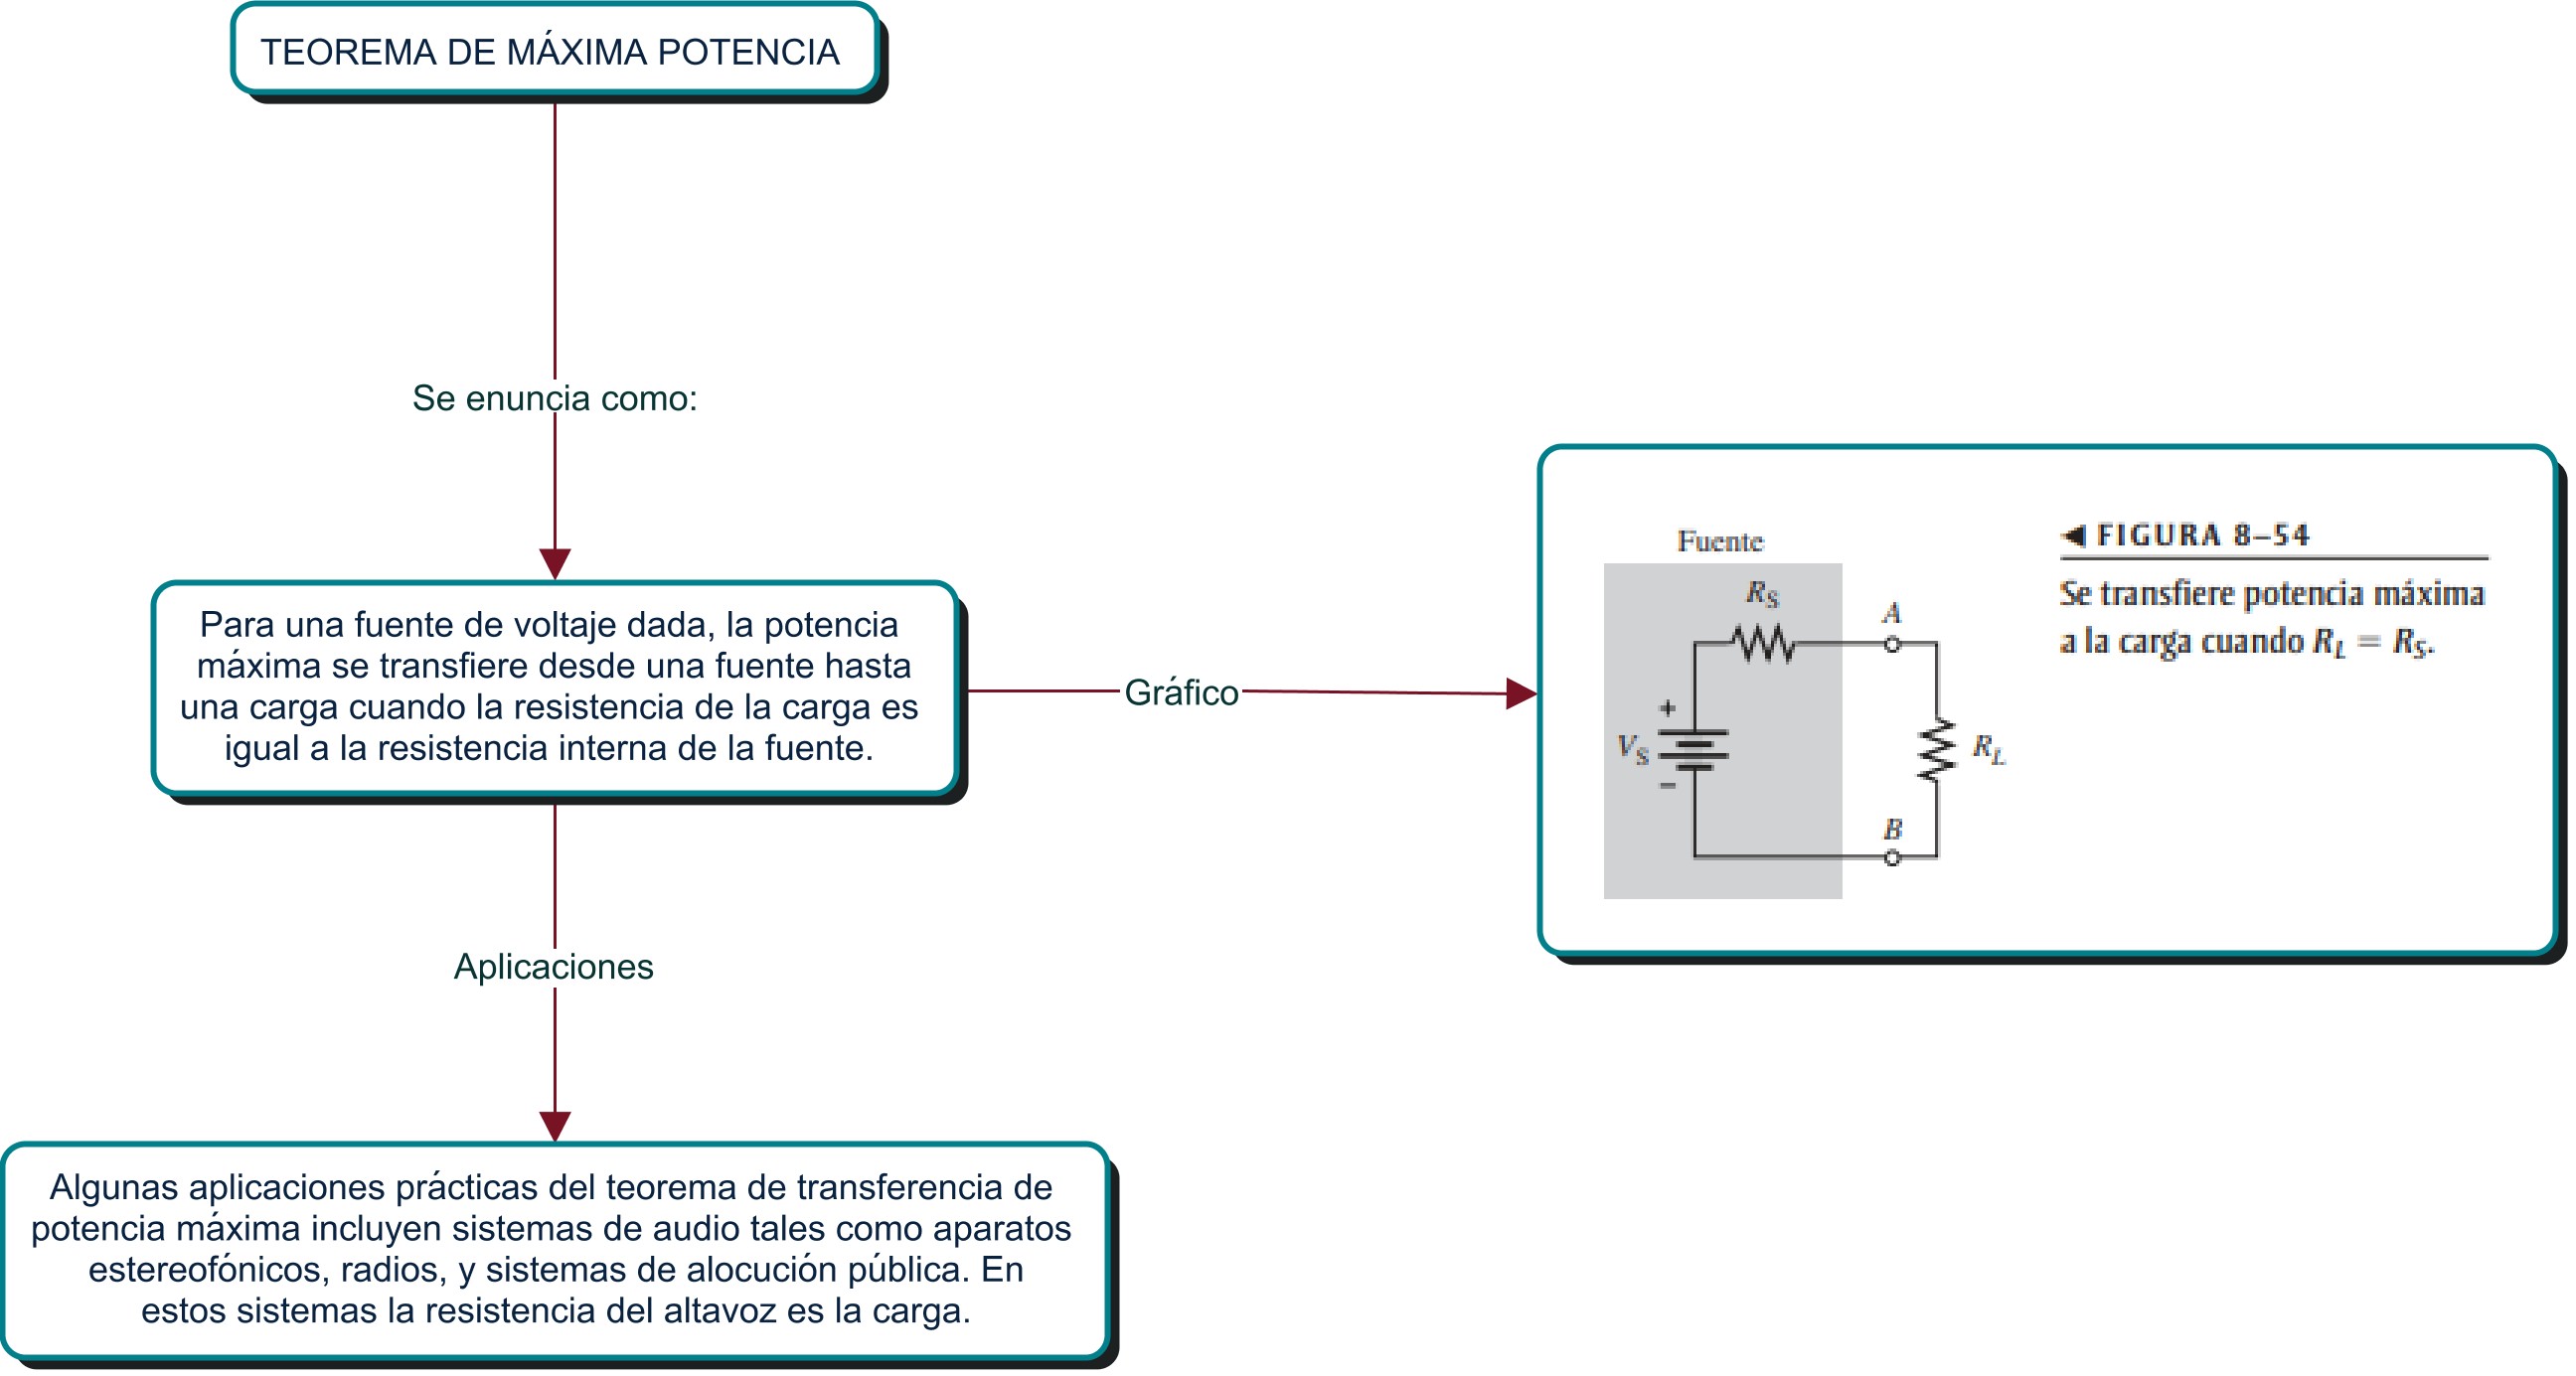 TEOREMA DE MÁXIMA POTENCIA
Se enuncia como:
Para una fuente de voltaje dada, la potencia
máxima se transfiere desde una fuente hasta
una carga cuando la resistencia de la carga es
igual a la resistencia interna de la fuente.
Gráfico
Fuente
R_S
A
+
V_S
−
R_L
B
◄ FIGURA 8–54
Se transfiere potencia máxima
a la carga cuando R_L = R_S.
Aplicaciones
Algunas aplicaciones prácticas del teorema de transferencia de
potencia máxima incluyen sistemas de audio tales como aparatos
estereofónicos, radios, y sistemas de alocución pública. En
estos sistemas la resistencia del altavoz es la carga.